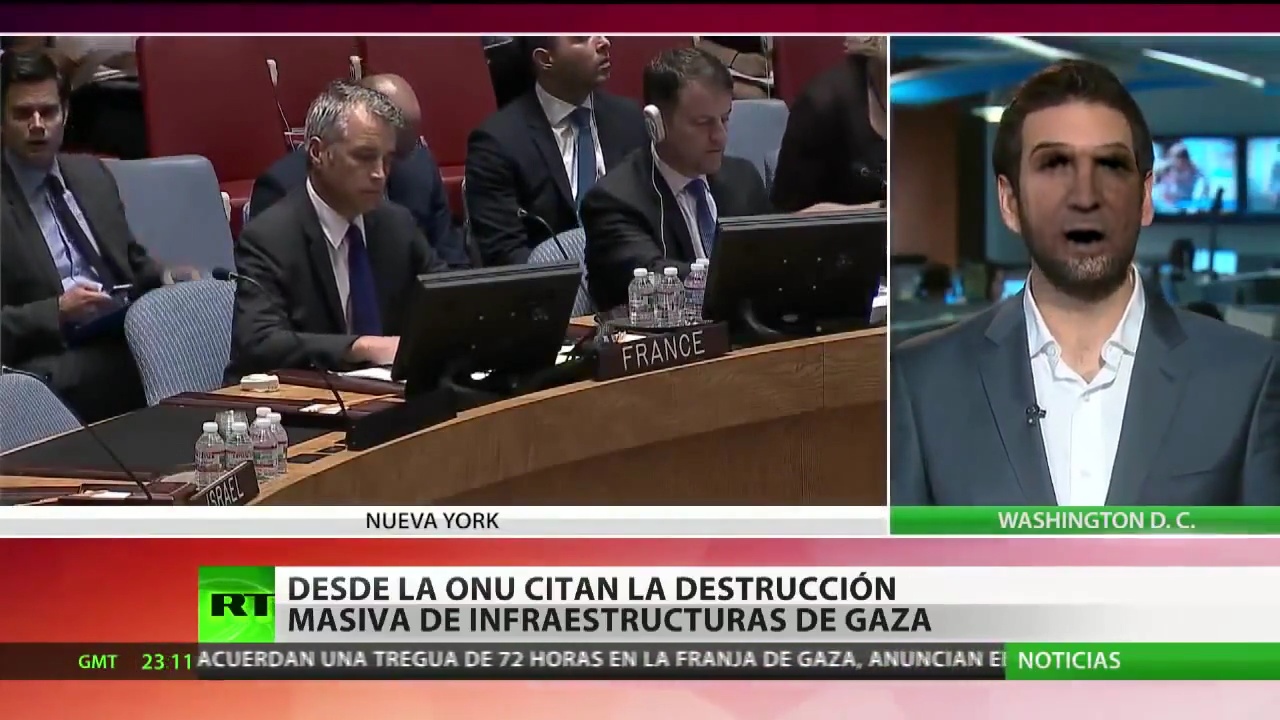 FRANCE
ISRAEL
NUEVA YORK
WASHINGTON D. C.
RT
DESDE LA ONU CITAN LA DESTRUCCIÓN
MASIVA DE INFRAESTRUCTURAS DE GAZA
GMT 23:11
ACUERDAN UNA TREGUA DE 72 HORAS EN LA FRANJA DE GAZA, ANUNCIAN
NOTICIAS